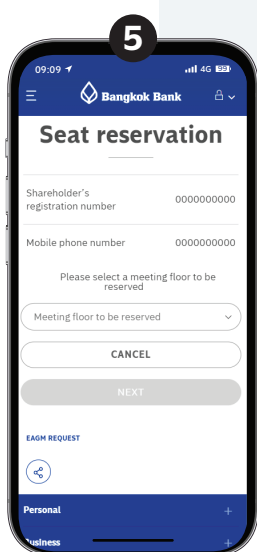 5
09:09
4G 99
Bangkok Bank
Seat reservation
Shareholder's
registration number
0000000000
Mobile phone number 0000000000
Please select a meeting floor to be
reserved
Meeting floor to be reserved
CANCEL
NEXT
EAGM REQUEST
Personal +
Business +